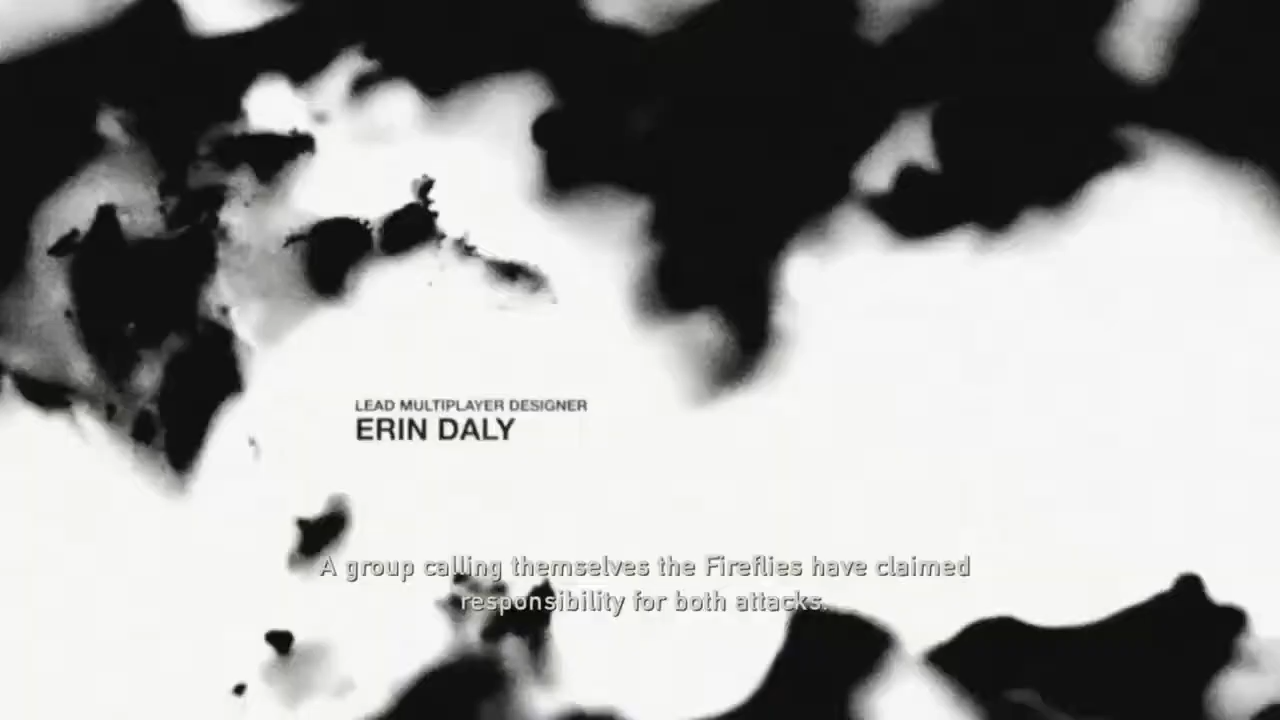 LEAD MULTIPLAYER DESIGNER
ERIN DALY
A group calling themselves the Fireflies have claimed
responsibility for both attacks.